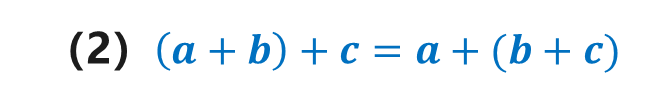 (2) (a + b) + c = a + (b + c)